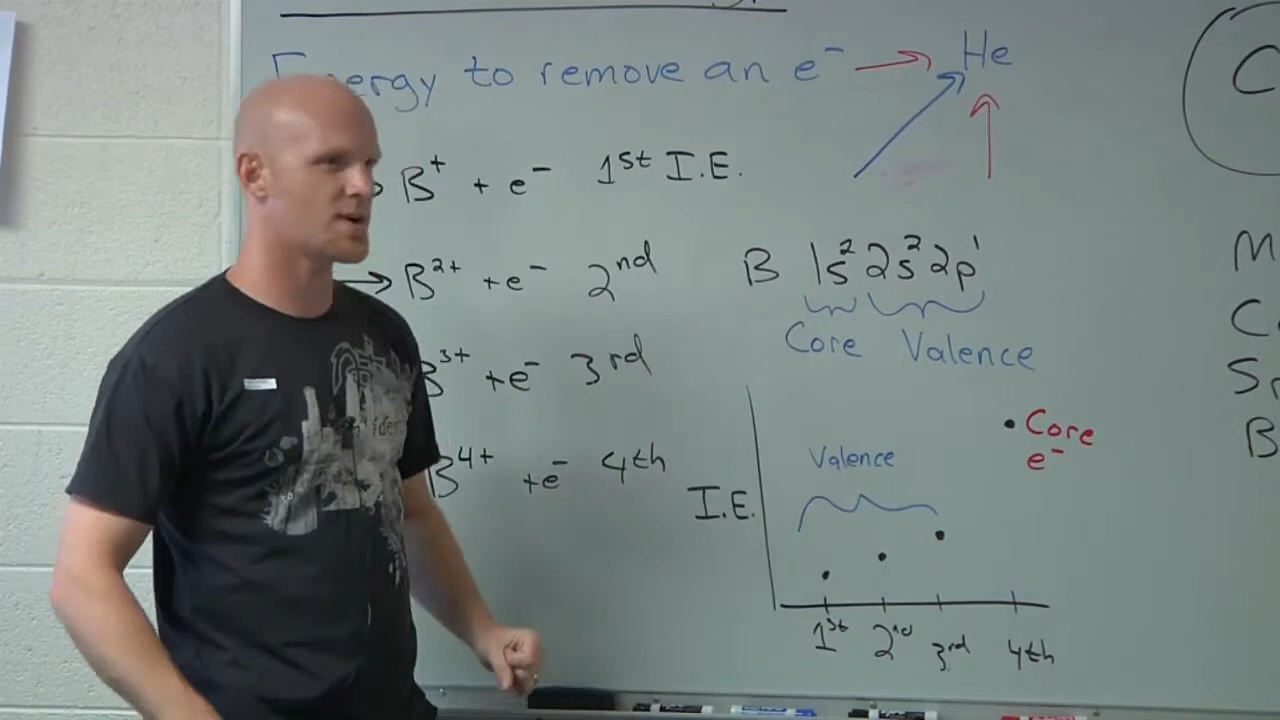 Energy to remove an e⁻ → He
B⁺ + e⁻ 1st I.E.
→ B²⁺ + e⁻ 2nd
B³⁺ + e⁻ 3rd
B⁴⁺ + e⁻ 4th
B 1s² 2s² 2p¹
Core Valence
Valence
• Core
e⁻
I.E.
1st 2nd 3rd 4th